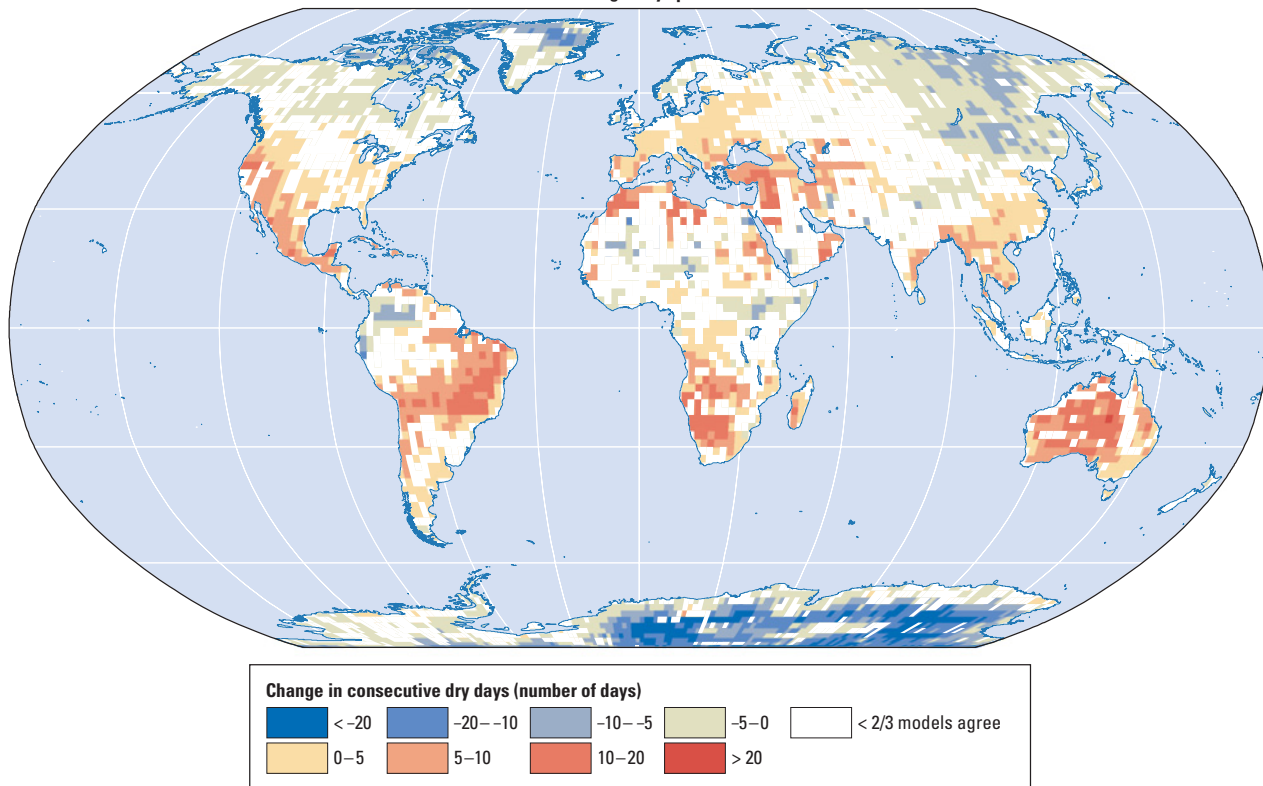 Change in consecutive dry days (number of days)
< –20 –20– –10 –10– –5 –5–0 < 2/3 models agree
0–5 5–10 10–20 > 20